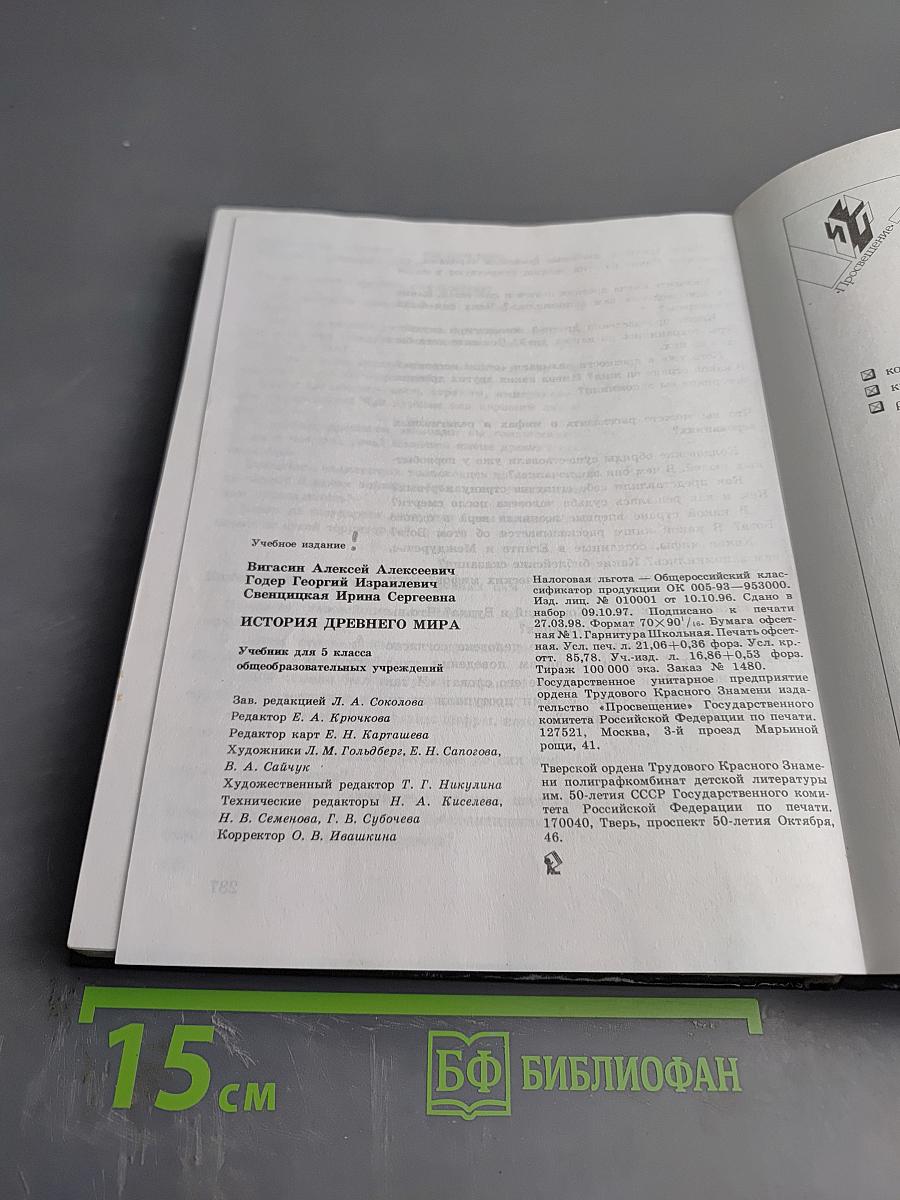 Учебное издание
Вигасин Алексей Алексеевич
Годер Георгий Израилевич
Свенцицкая Ирина Сергеевна
ИСТОРИЯ ДРЕВНЕГО МИРА
Учебник для 5 класса
общеобразовательных учреждений
Зав. редакцией Л. А. Соколова
Редактор Е. А. Крючкова
Редактор карт Е. Н. Карташева
Художники Л. М. Гольдберг, Е. Н. Сапогова,
В. А. Сайчук
Художественный редактор Т. Г. Никулина
Технические редакторы Н. А. Киселева,
Н. В. Семенова, Г. В. Субочева
Корректор О. В. Ивашкина
Налоговая льгота — Общероссийский клас-
сификатор продукции ОК 005-93—953000.
Изд. лиц. № 010001 от 10.10.96. Сдано в
набор 09.10.97. Подписано к печати
27.03.98. Формат 70×90¹/₁₆. Бумага офсет-
ная № 1. Гарнитура Школьная. Печать офсет-
ная. Усл. печ. л. 21,06+0,36 форз. Усл. кр.-
отт. 85,78. Уч.-изд. л. 16,86+0,53 форз.
Тираж 100 000 экз. Заказ № 1480.
Государственное унитарное предприятие
ордена Трудового Красного Знамени изда-
тельство «Просвещение» Государственного
комитета Российской Федерации по печати.
127521, Москва, 3-й проезд Марьиной
рощи, 41.
Тверской ордена Трудового Красного Знаме-
ни полиграфкомбинат детской литературы
им. 50-летия СССР Государственного коми-
тета Российской Федерации по печати.
170040, Тверь, проспект 50-летия Октября,
46.
·Просвещение·
15 см
БФ БИБЛИОФАН